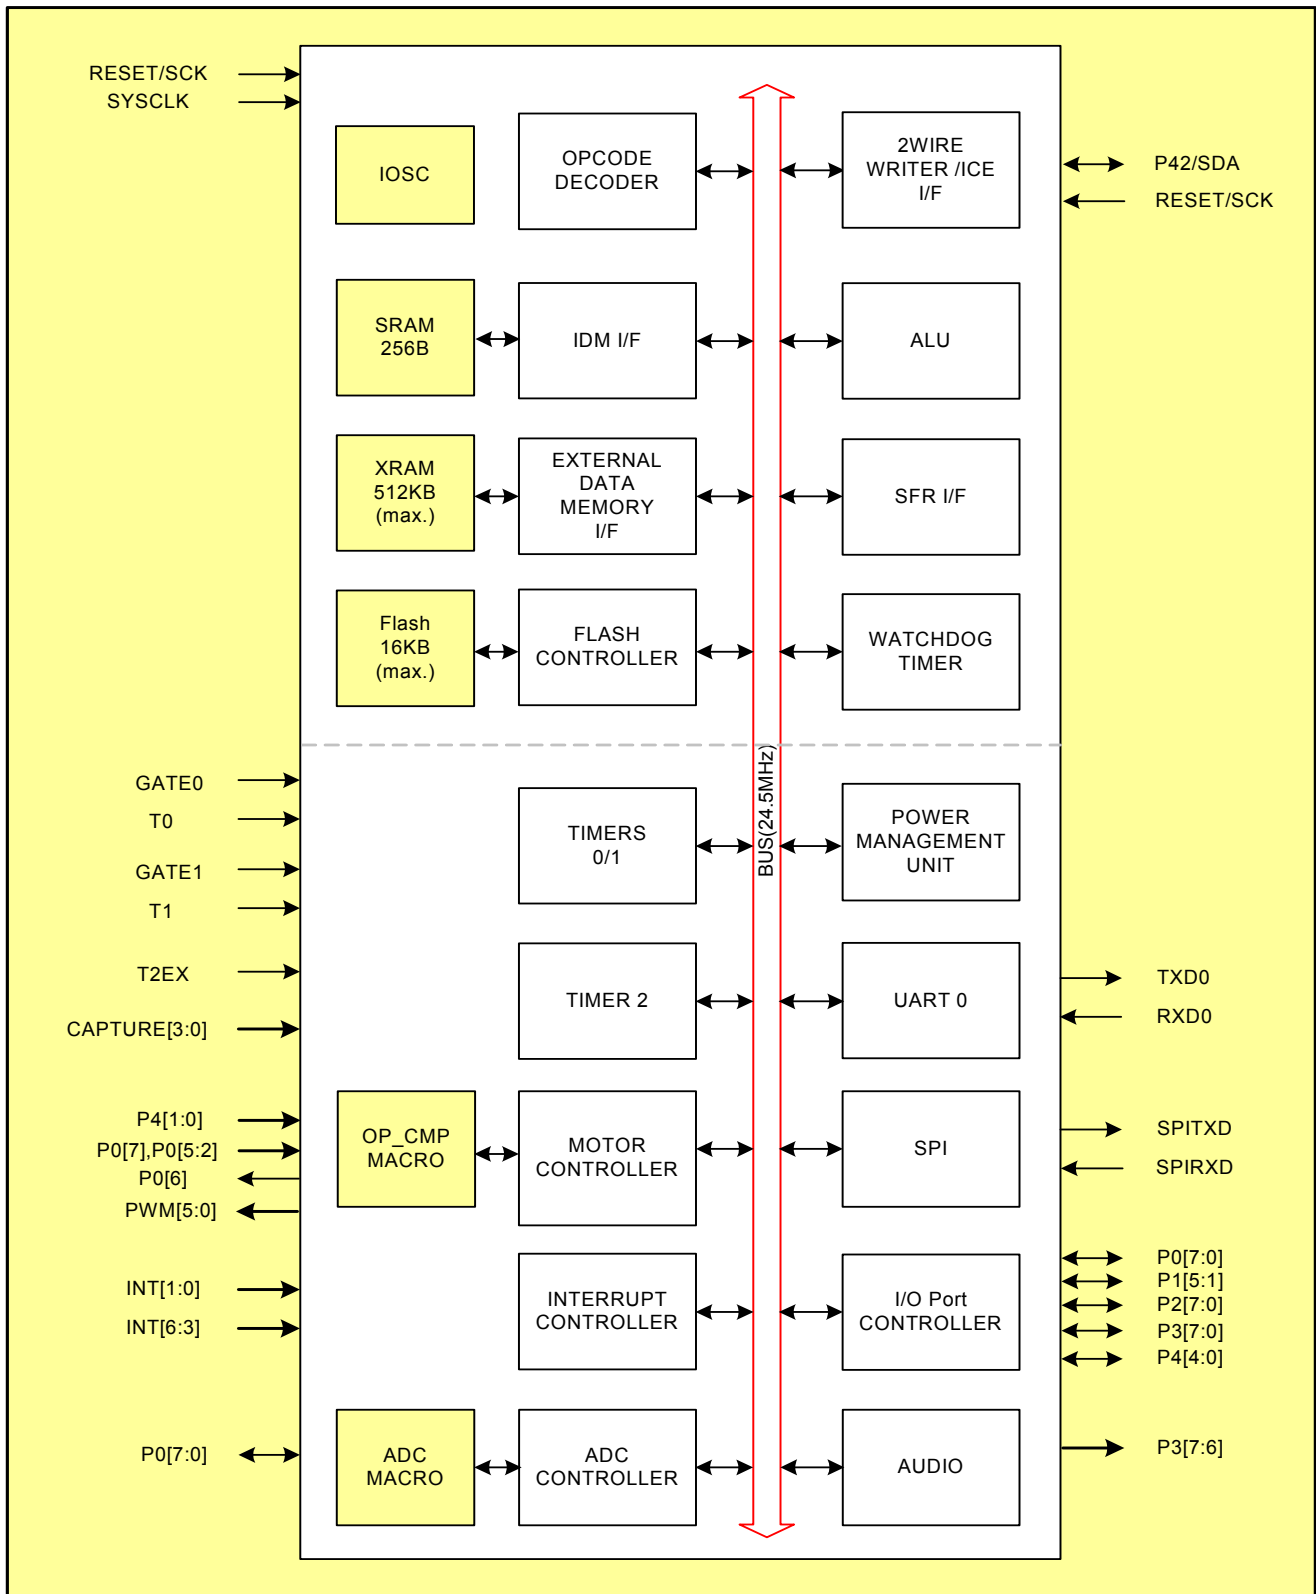 RESET/SCK
SYSCLK
IOSC
OPCODE
DECODER
2WIRE
WRITER /ICE
I/F
P42/SDA
RESET/SCK
SRAM
256B
IDM I/F
ALU
XRAM
512KB
(max.)
EXTERNAL
DATA
MEMORY
I/F
SFR I/F
Flash
16KB
(max.)
FLASH
CONTROLLER
WATCHDOG
TIMER
BUS(24.5MHz)
GATE0
T0
GATE1
T1
TIMERS
0/1
POWER
MANAGEMENT
UNIT
T2EX
CAPTURE[3:0]
TIMER 2
UART 0
TXD0
RXD0
P4[1:0]
P0[7],P0[5:2]
P0[6]
PWM[5:0]
OP_CMP
MACRO
MOTOR
CONTROLLER
SPI
SPITXD
SPIRXD
INT[1:0]
INT[6:3]
INTERRUPT
CONTROLLER
I/O Port
CONTROLLER
P0[7:0]
P1[5:1]
P2[7:0]
P3[7:0]
P4[4:0]
P0[7:0]
ADC
MACRO
ADC
CONTROLLER
AUDIO
P3[7:6]